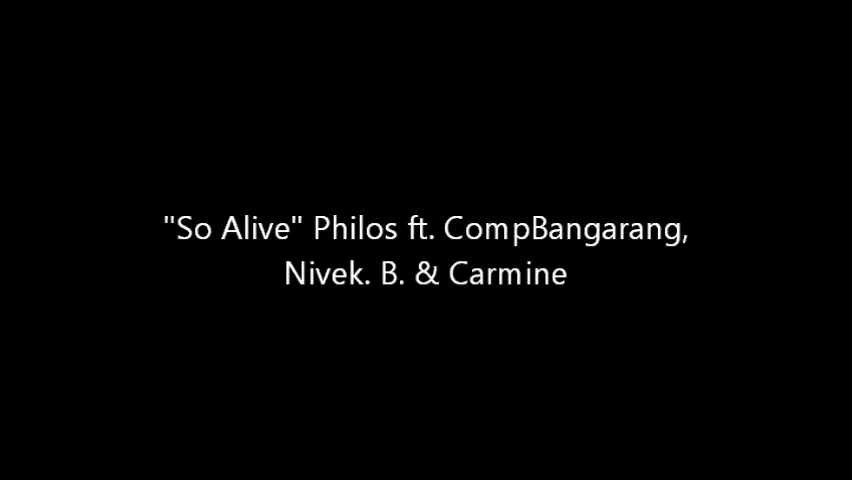 "So Alive" Philos ft. CompBangarang,
Nivek. B. & Carmine